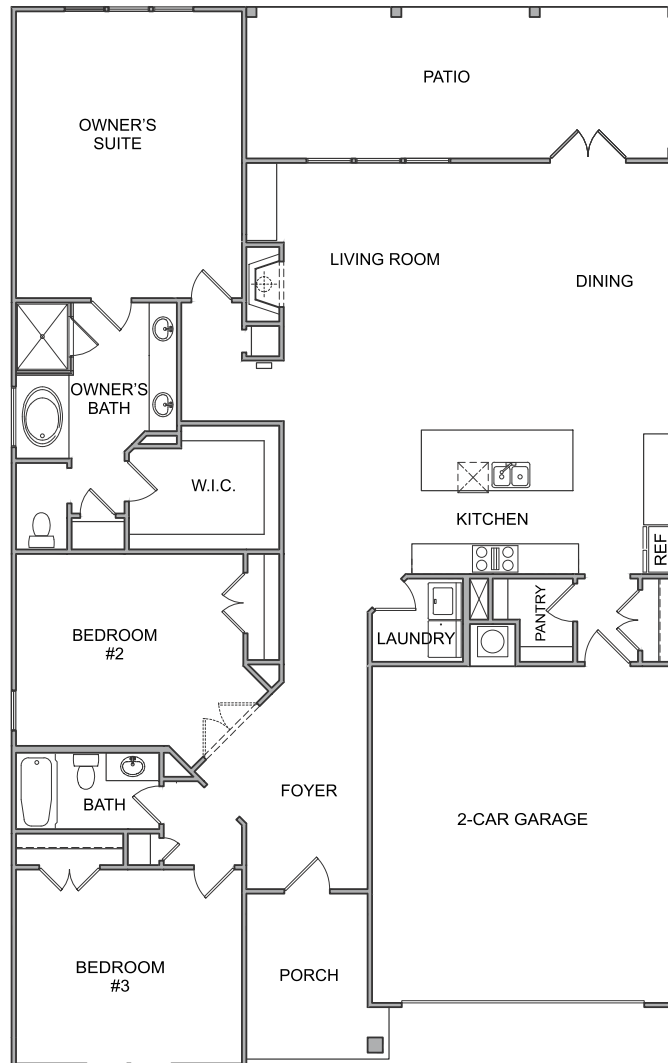 PATIO
OWNER'S
SUITE
LIVING ROOM
DINING
OWNER'S
BATH
W.I.C.
KITCHEN
REF
BEDROOM
#2
LAUNDRY
PANTRY
BATH
FOYER
2-CAR GARAGE
BEDROOM
#3
PORCH